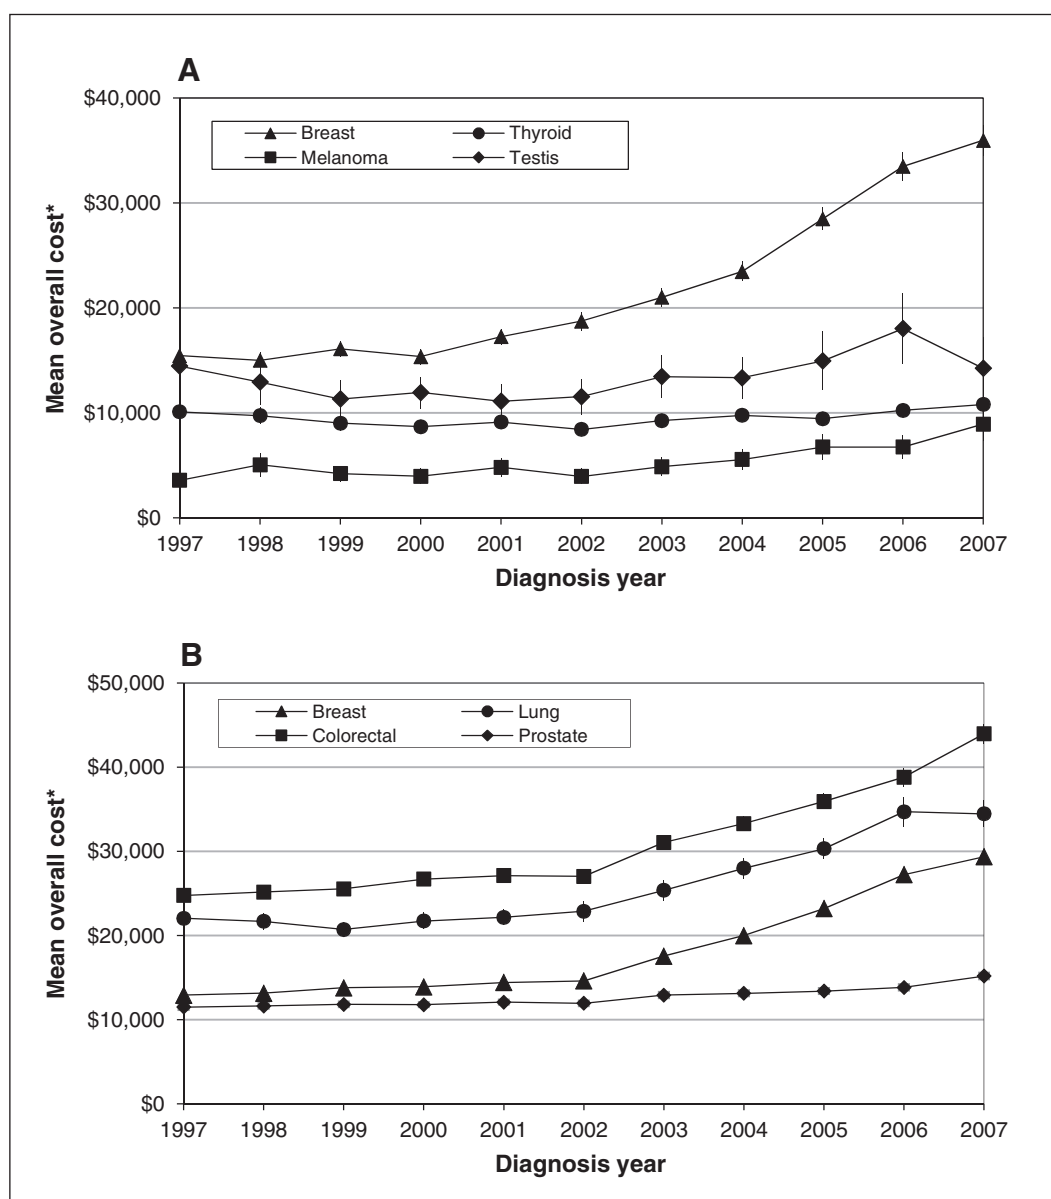 A
$40,000
Breast Thyroid
Melanoma Testis
$30,000
$20,000
$10,000
$0
Mean overall cost*
1997 1998 1999 2000 2001 2002 2003 2004 2005 2006 2007
Diagnosis year
B
$50,000
Breast Lung
Colorectal Prostate
$40,000
$30,000
$20,000
$10,000
$0
Mean overall cost*
1997 1998 1999 2000 2001 2002 2003 2004 2005 2006 2007
Diagnosis year